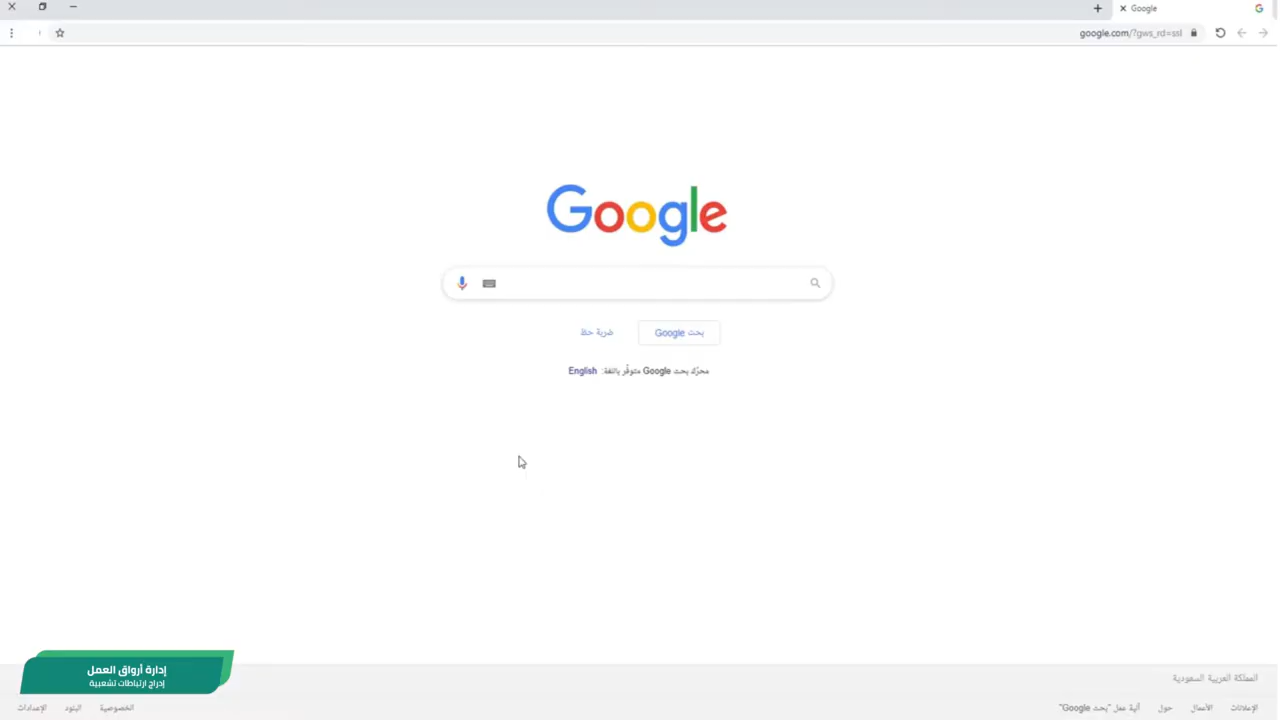 Google
google.com/?gws_rd=ssl
Google
بحث Google
ضربة حظ
محرّك بحث Google متوفّر باللغة: English
إدارة أرواق العمل
إدراج ارتباطات تشعبية
المملكة العربية السعودية
الإعلانات الأعمال حول آلية عمل "بحث Google"
الخصوصية البنود الإعدادات